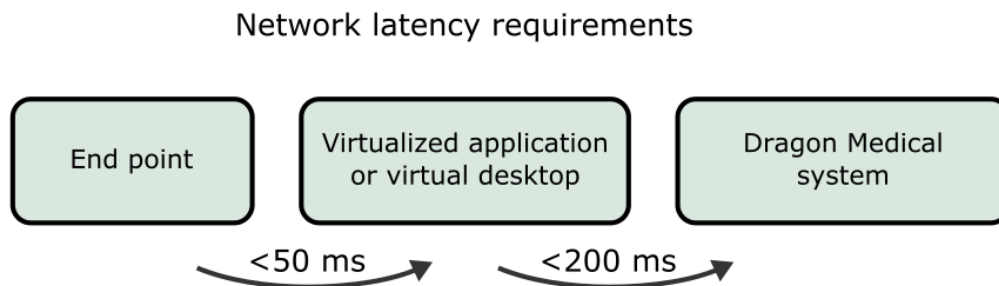 Network latency requirements
End point
Virtualized application
or virtual desktop
Dragon Medical
system
<50 ms
<200 ms